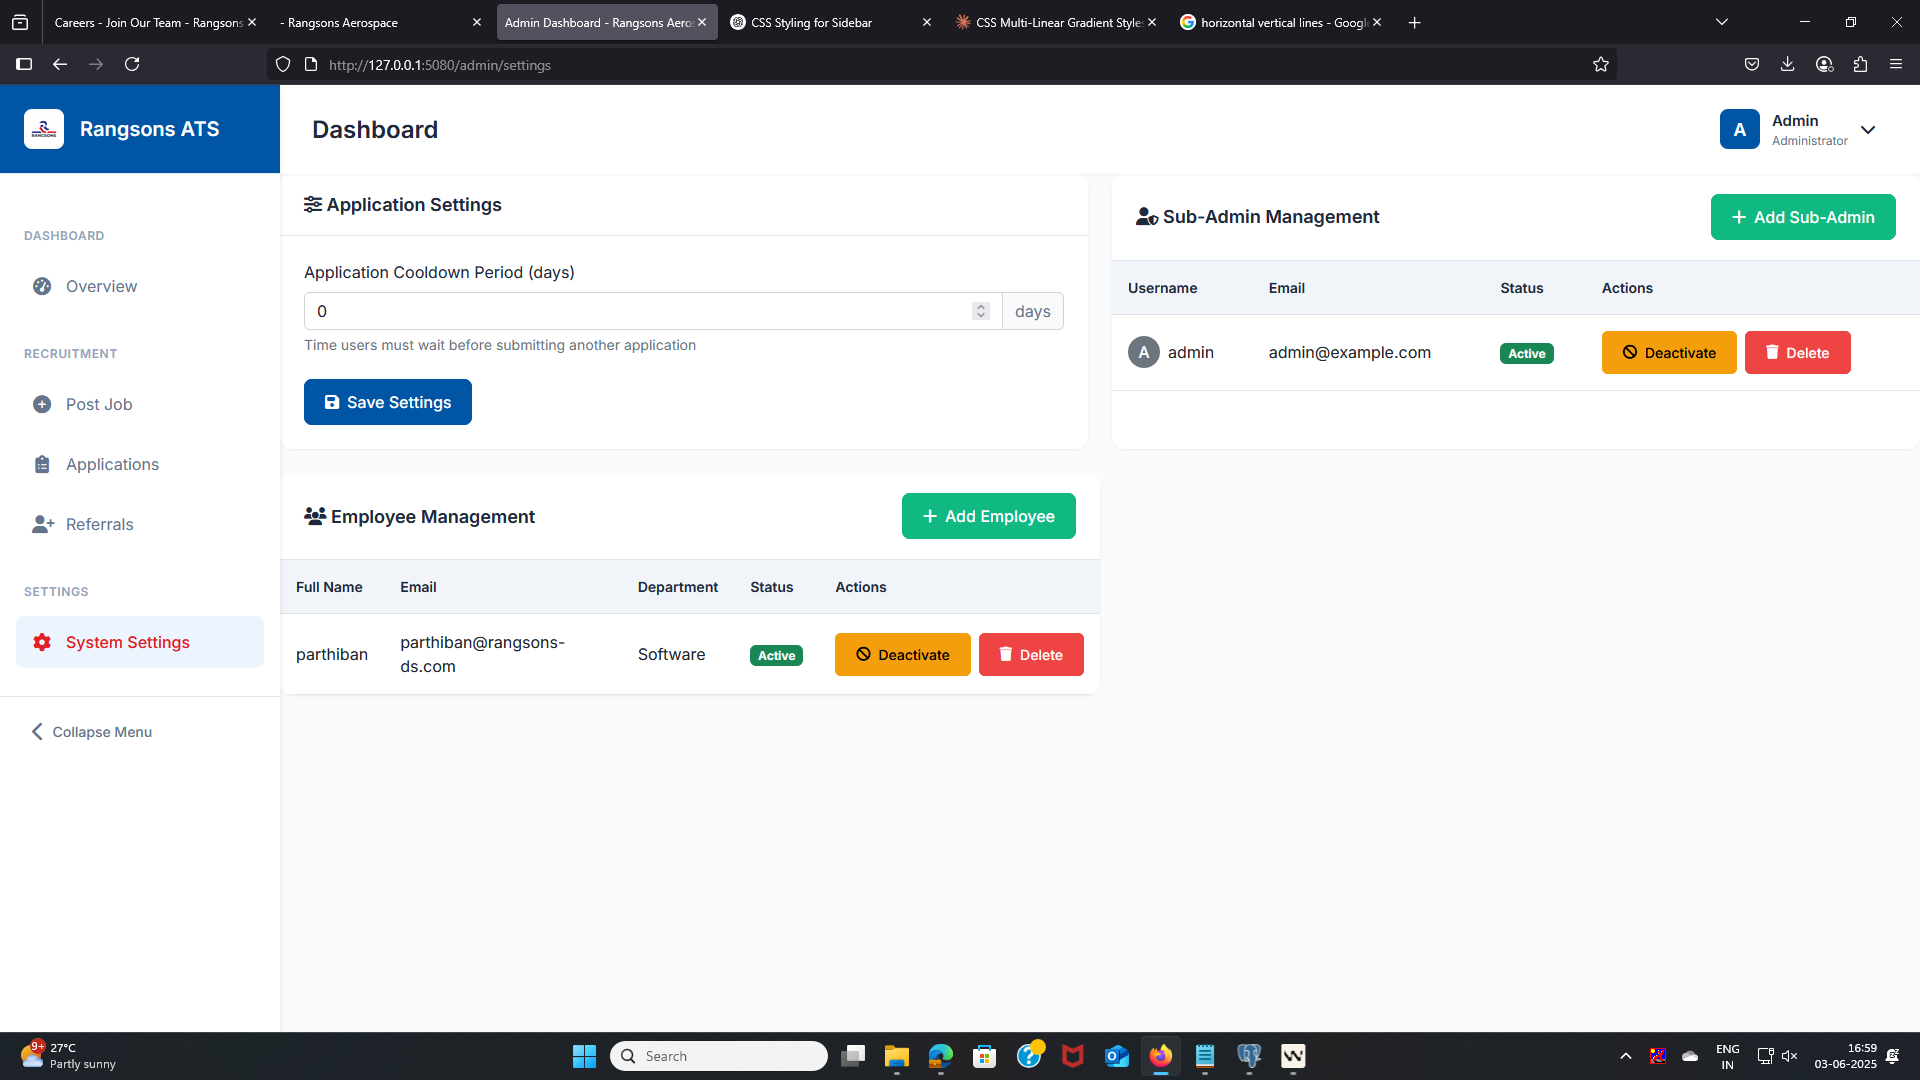 Careers - Join Our Team - Rangsons
- Rangsons Aerospace
Admin Dashboard - Rangsons Aeros
CSS Styling for Sidebar
CSS Multi-Linear Gradient Styles
horizontal vertical lines - Google
http://127.0.0.1:5080/admin/settings
RANGSONS
Rangsons ATS
Dashboard
A
Admin
Administrator
DASHBOARD
Overview
RECRUITMENT
Post Job
Applications
Referrals
SETTINGS
System Settings
Collapse Menu
Application Settings
Application Cooldown Period (days)
0
days
Time users must wait before submitting another application
Save Settings
Sub-Admin Management
+ Add Sub-Admin
Username Email Status Actions
A admin admin@example.com Active Deactivate Delete
Employee Management
+ Add Employee
Full Name Email Department Status Actions
parthiban parthiban@rangsons-
ds.com Software Active Deactivate Delete
9+
27°C
Partly sunny
Search
ENG
IN
16:59
03-06-2025